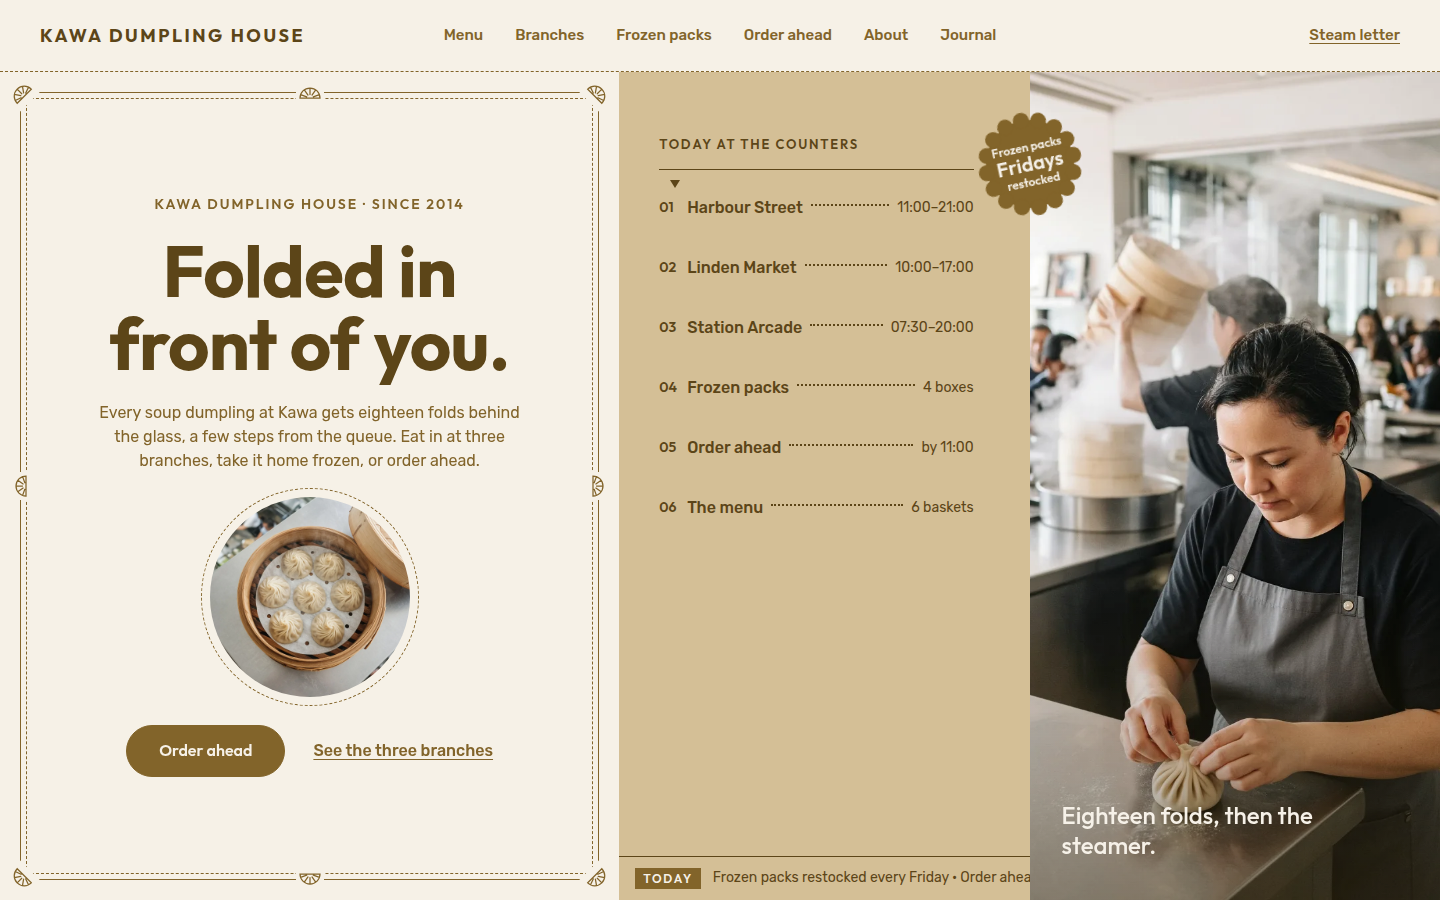 KAWA DUMPLING HOUSE
Menu
Branches
Frozen packs
Order ahead
About
Journal
Steam letter
KAWA DUMPLING HOUSE · SINCE 2014
Folded in
front of you.
Every soup dumpling at Kawa gets eighteen folds behind
the glass, a few steps from the queue. Eat in at three
branches, take it home frozen, or order ahead.
Order ahead
See the three branches
TODAY AT THE COUNTERS
01 Harbour Street 11:00–21:00
02 Linden Market 10:00–17:00
03 Station Arcade 07:30–20:00
04 Frozen packs 4 boxes
05 Order ahead by 11:00
06 The menu 6 baskets
TODAY Frozen packs restocked every Friday • Order ahea
Frozen packs
Fridays
restocked
Eighteen folds, then the
steamer.